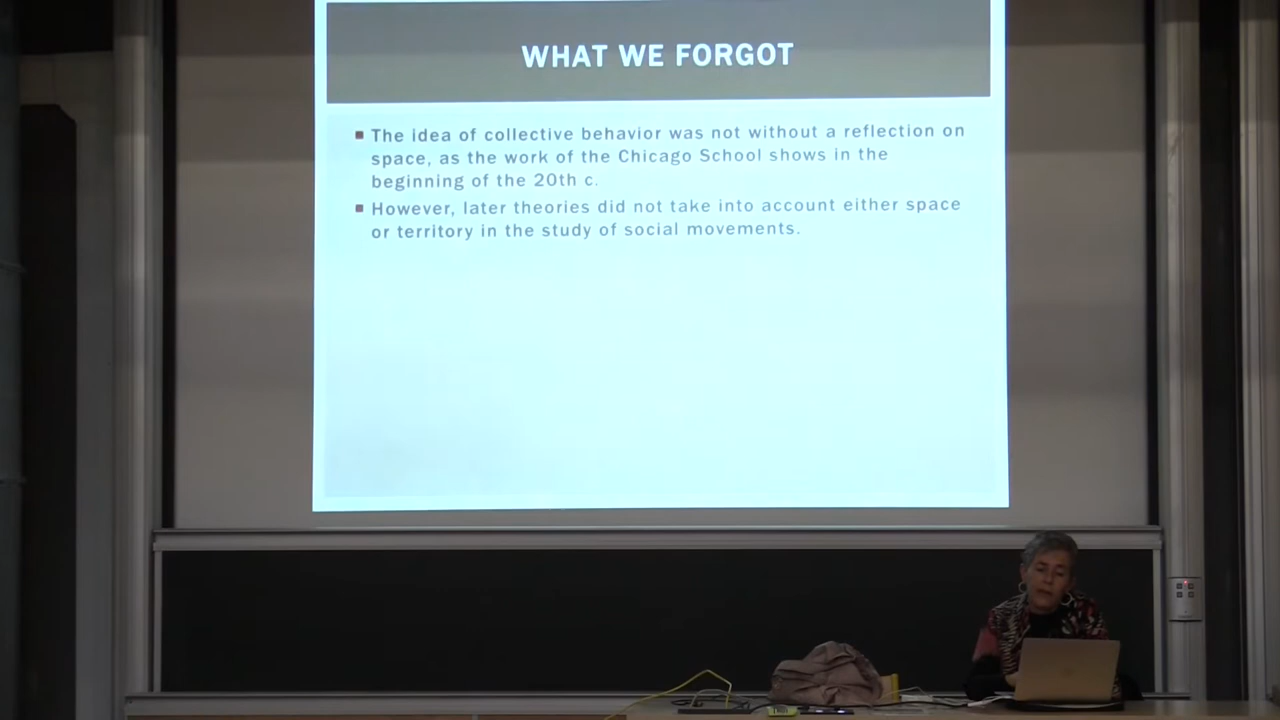 WHAT WE FORGOT
The idea of collective behavior was not without a reflection on
space, as the work of the Chicago School shows in the
beginning of the 20th c.
However, later theories did not take into account either space
or territory in the study of social movements.